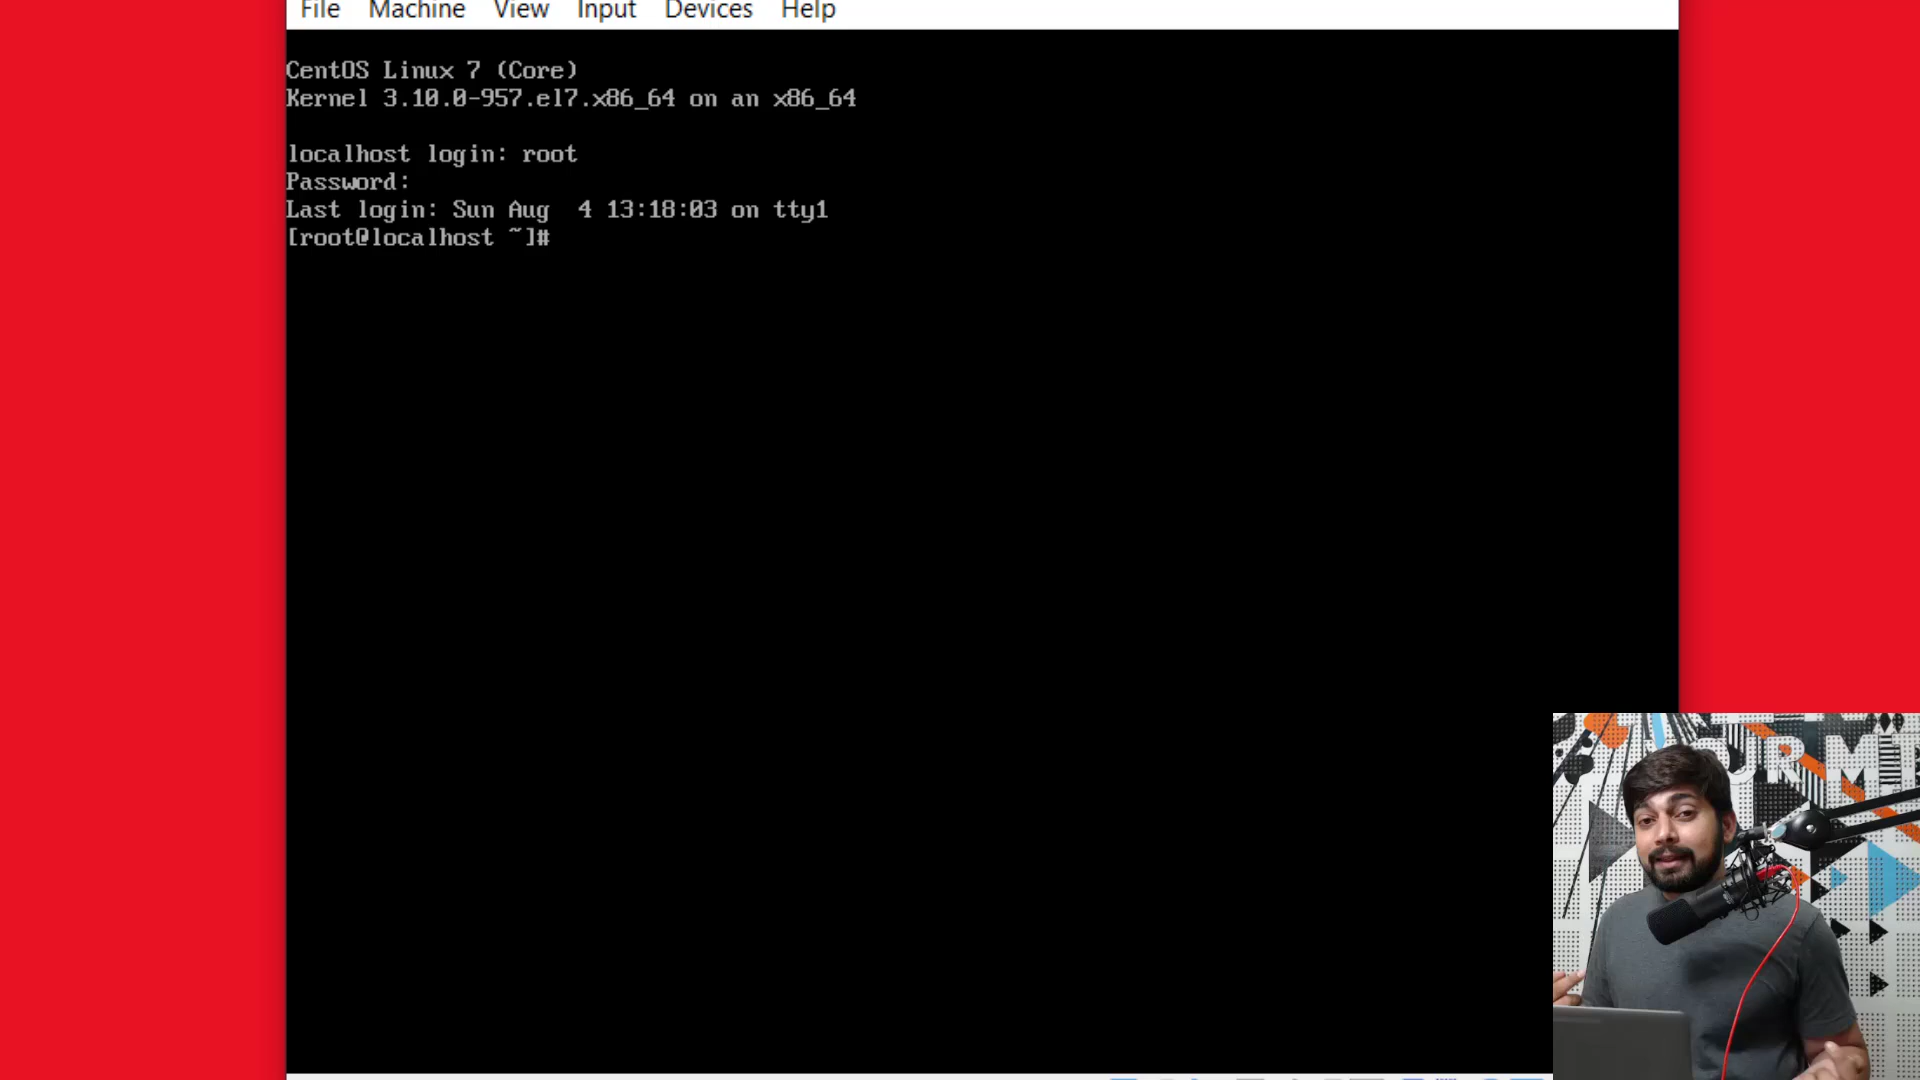 File Machine View Input Devices Help
CentOS Linux 7 (Core)
Kernel 3.10.0-957.el7.x86_64 on an x86_64
localhost login: root
Password:
Last login: Sun Aug  4 13:18:03 on tty1
[root@localhost ~]#